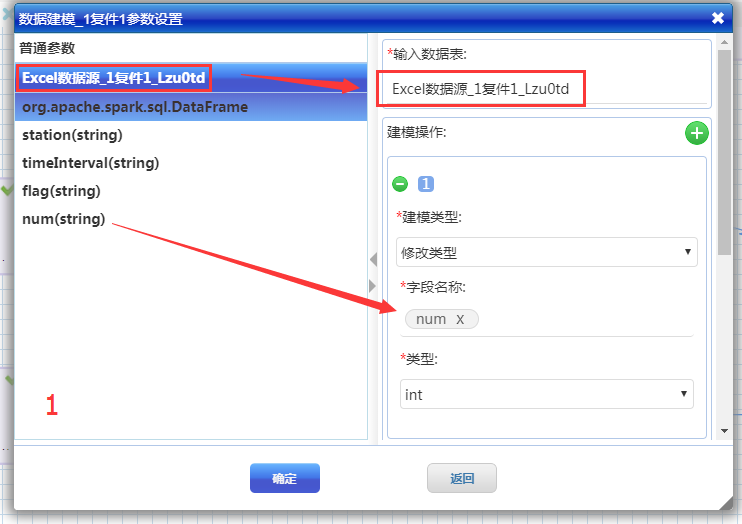 数据建模_1复件1参数设置
普通参数
Excel数据源_1复件1_Lzu0td
org.apache.spark.sql.DataFrame
station(string)
timeInterval(string)
flag(string)
num(string)
1
*输入数据表:
Excel数据源_1复件1_Lzu0td
建模操作:
1
*建模类型:
修改类型
*字段名称:
num X
*类型:
int
确定
返回